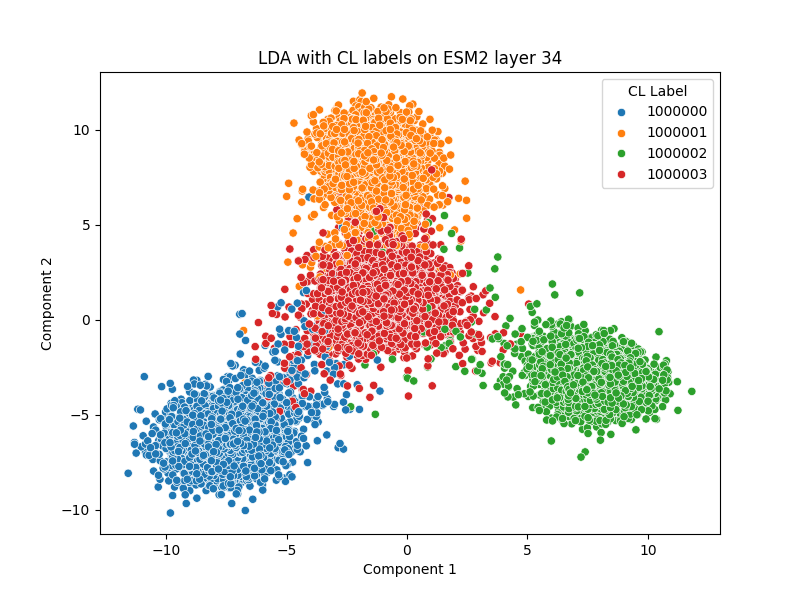 LDA with CL labels on ESM2 layer 34
CL Label
1000000
1000001
1000002
1000003
10
5
0
−5
−10
Component 2
−10 −5 0 5 10
Component 1